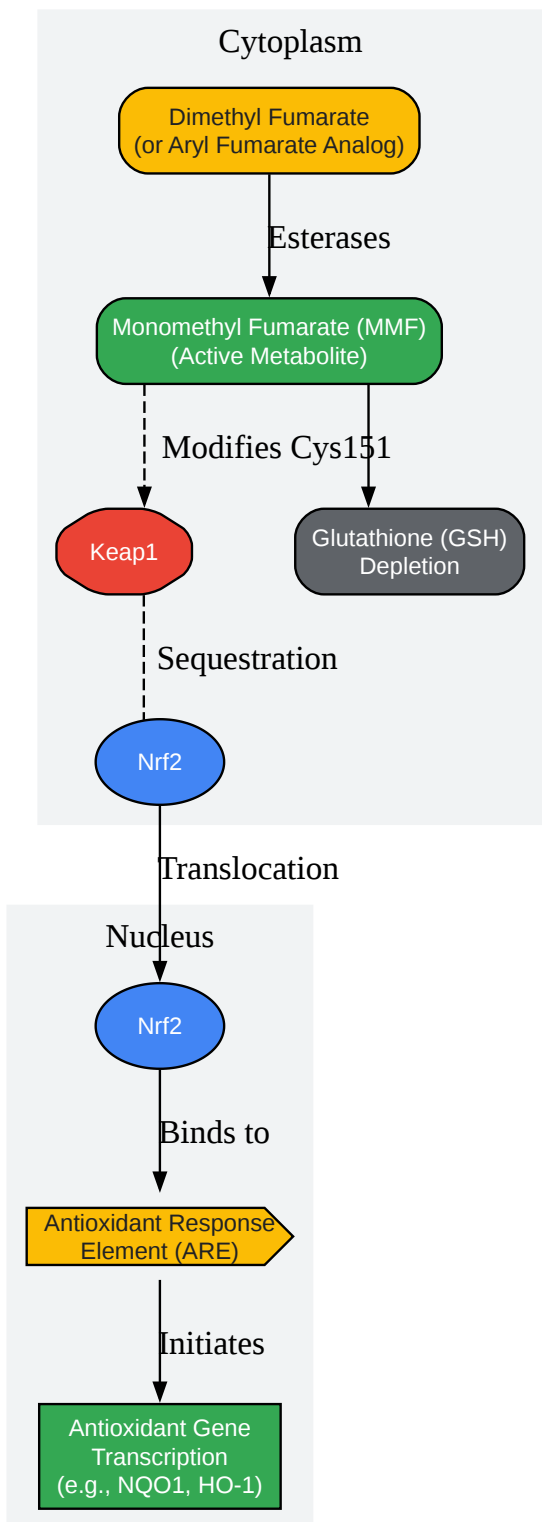 Cytoplasm
Dimethyl Fumarate
(or Aryl Fumarate Analog)
Esterases
Monomethyl Fumarate (MMF)
(Active Metabolite)
Modifies Cys151
Keap1
Glutathione (GSH)
Depletion
Sequestration
Nrf2
Translocation
Nucleus
Nrf2
Binds to
Antioxidant Response
Element (ARE)
Initiates
Antioxidant Gene
Transcription
(e.g., NQO1, HO-1)